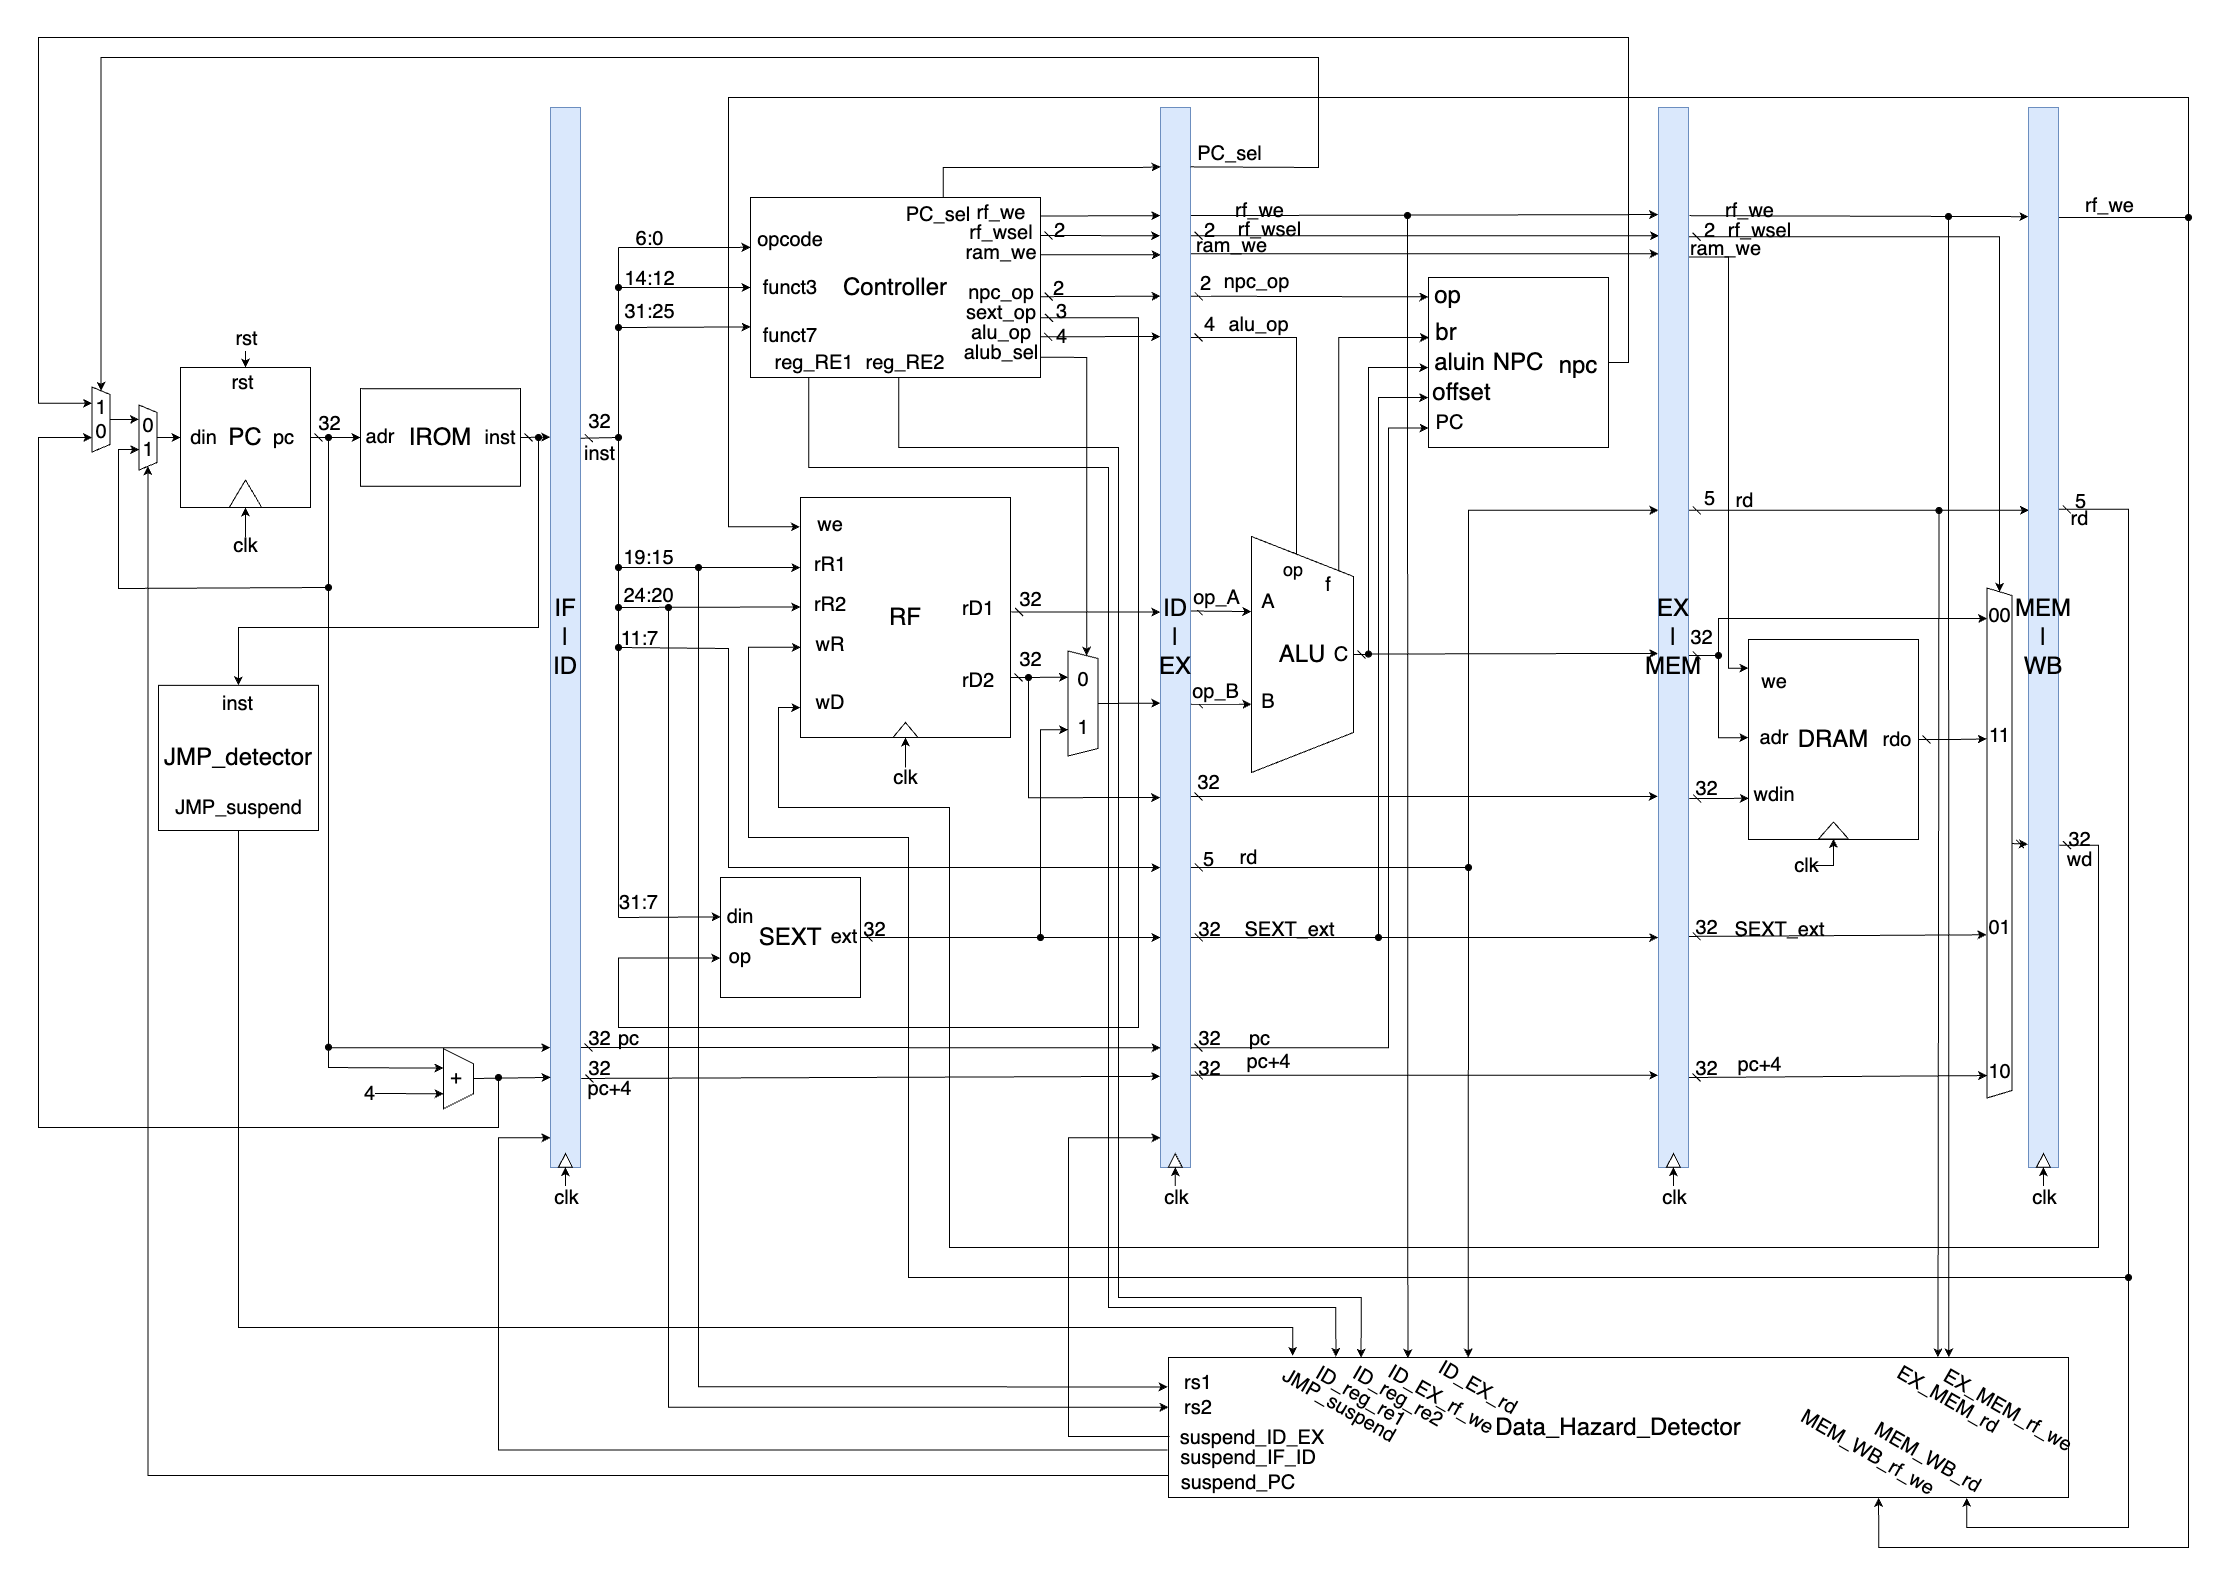 PC_sel
rf_we
rf_we
rf_we
2
rf_wsel
2
rf_wsel
ram_we
ram_we
PC_sel
rf_we
rf_wsel
2
ram_we
6:0
opcode
14:12
funct3
Controller
31:25
funct7
npc_op
2
sext_op
3
alu_op
4
alub_sel
reg_RE1
reg_RE2
2
npc_op
4
alu_op
op
br
aluin
NPC
npc
offset
PC
rst
rst
1
0
0
1
din
PC
pc
32
clk
adr
IROM
inst
32
inst
5
rd
5
rd
we
19:15
rR1
24:20
rR2
11:7
wR
wD
RF
rD1
32
rD2
32
clk
0
1
IF
I
ID
ID
I
EX
EX
I
MEM
MEM
I
WB
op_A
op_B
op
f
A
ALU
C
B
32
00
11
01
10
we
adr
DRAM
rdo
wdin
clk
inst
JMP_detector
JMP_suspend
32
32
32
wd
5
rd
31:7
din
SEXT
ext
32
op
32
SEXT_ext
32
SEXT_ext
32
pc
32
pc
32
pc+4
32
pc+4
32
pc+4
+
4
clk
clk
clk
clk
rs1
rs2
suspend_ID_EX
suspend_IF_ID
suspend_PC
JMP_suspend
ID_reg_re1
ID_reg_re2
ID_EX_rf_we
ID_EX_rd
Data_Hazard_Detector
EX_MEM_rd
EX_MEM_rf_we
MEM_WB_rf_we
MEM_WB_rd